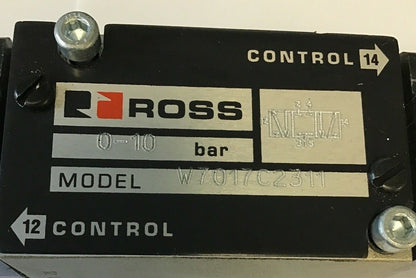 CONTROL 14
ROSS
0-10 bar
MODEL W7017C2311
12 CONTROL